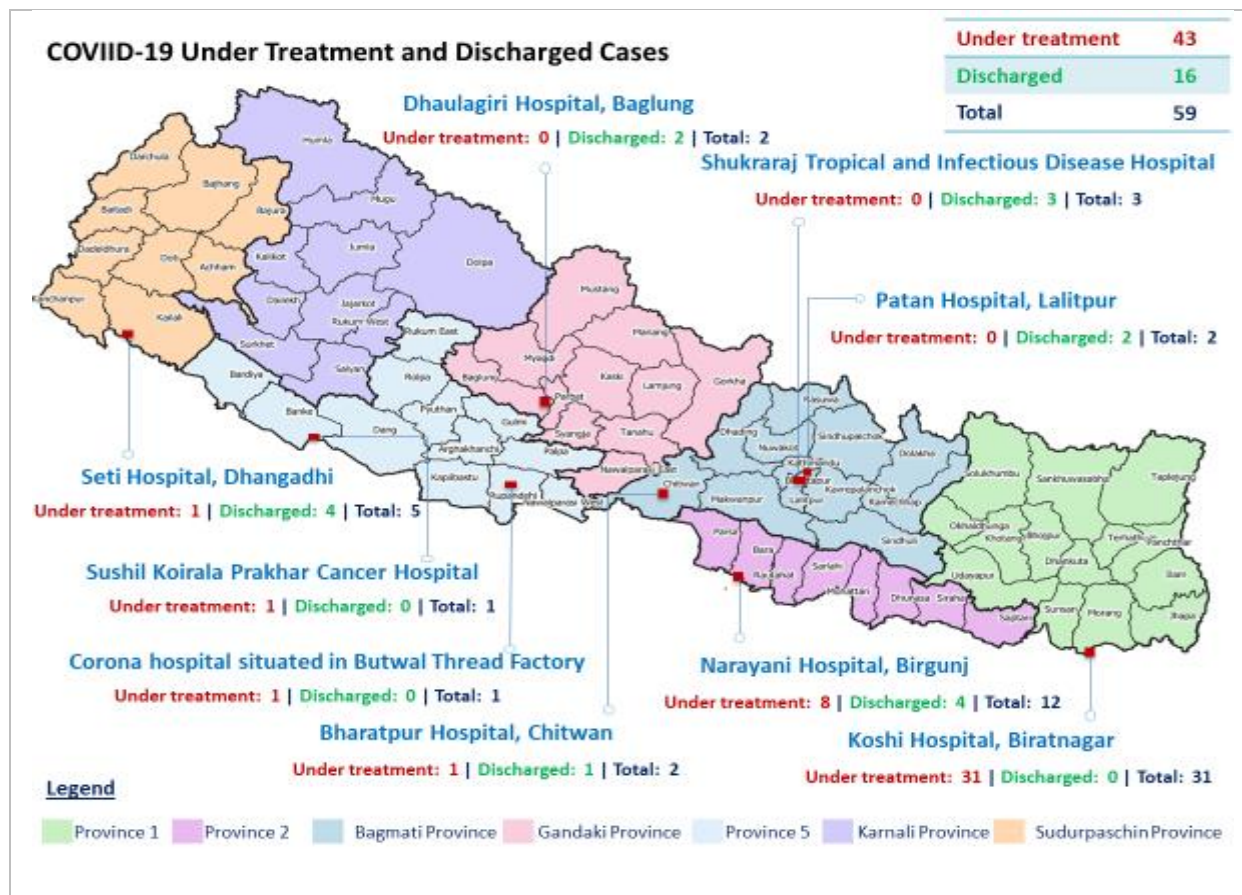 COVIID-19 Under Treatment and Discharged Cases
Under treatment 43
Discharged 16
Total 59
Dhaulagiri Hospital, Baglung
Under treatment: 0 | Discharged: 2 | Total: 2
Shukraraj Tropical and Infectious Disease Hospital
Under treatment: 0 | Discharged: 3 | Total: 3
Patan Hospital, Lalitpur
Under treatment: 0 | Discharged: 2 | Total: 2
Humla
Darchula
Bajhang
Mugu
Baitadi
Bajura
Dadeldhura
Doti
Achham
Jumla
Kalikot
Dolpa
Kanchanpur
Kailali
Dailekh
Jajarkot
Rukum West
Rukum East
Surkhet
Salyan
Mustang
Manang
Myagdi
Baglung
Parbat
Kaski
Lamjung
Gorkha
Rolpa
Bardiya
Banke
Dang
Pyuthan
Gulmi
Arghakhanchi
Palpa
Syangja
Tanahu
Kapilbastu
Rupandehi
Nawalparasi West
Nawalparasi East
Chitwan
Rasuwa
Dhading
Nuwakot
Sindhupalchok
Dolakha
Kathmandu
Lalitpur
Kavrepalanchok
Makwanpur
Sindhuli
Solukhumbu
Sankhuwasabha
Taplejung
Okhaldhunga
Khotang
Bhojpur
Panchthar
Dhankuta
Udayapur
Ilam
Sunsari
Morang
Jhapa
Parsa
Bara
Rautahat
Sarlahi
Mahattari
Dhanusa
Siraha
Saptari
Seti Hospital, Dhangadhi
Under treatment: 1 | Discharged: 4 | Total: 5
Sushil Koirala Prakhar Cancer Hospital
Under treatment: 1 | Discharged: 0 | Total: 1
Corona hospital situated in Butwal Thread Factory
Under treatment: 1 | Discharged: 0 | Total: 1
Narayani Hospital, Birgunj
Under treatment: 8 | Discharged: 4 | Total: 12
Bharatpur Hospital, Chitwan
Under treatment: 1 | Discharged: 1 | Total: 2
Koshi Hospital, Biratnagar
Under treatment: 31 | Discharged: 0 | Total: 31
Legend
Province 1 Province 2 Bagmati Province Gandaki Province Province 5 Karnali Province Sudurpaschin Province